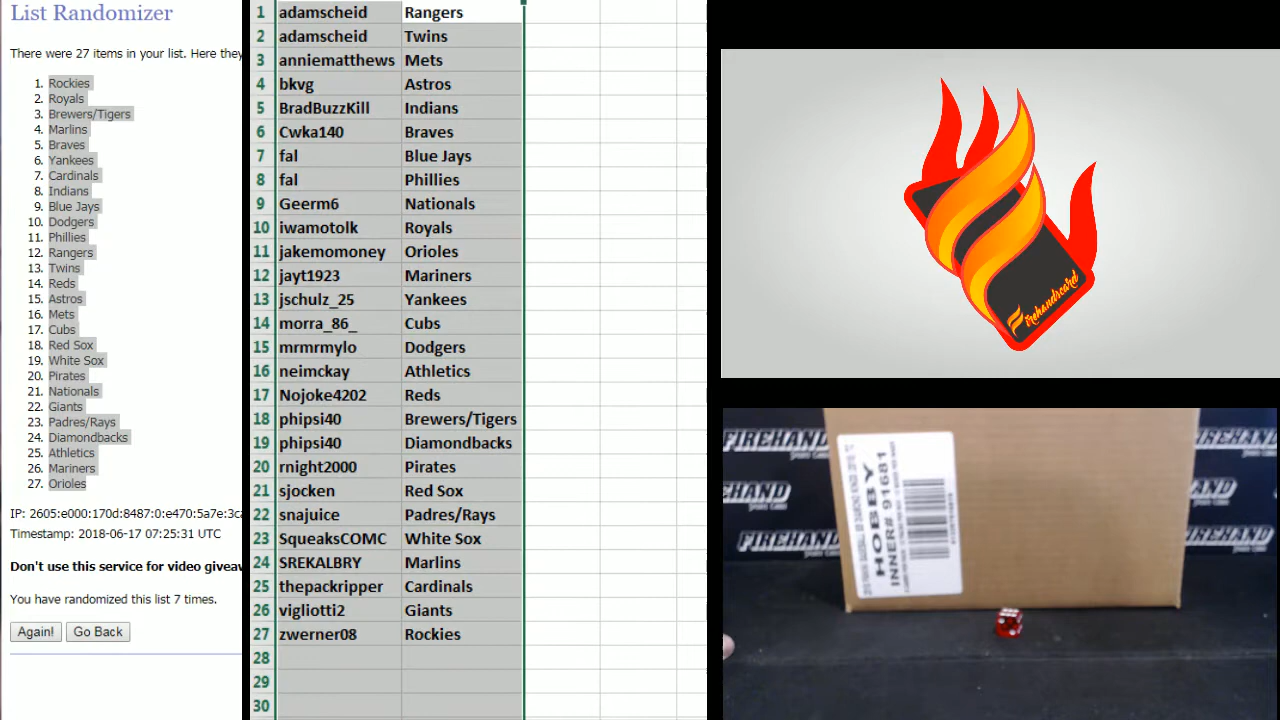 List Randomizer
There were 27 items in your list. Here they
1. Rockies
2. Royals
3. Brewers/Tigers
4. Marlins
5. Braves
6. Yankees
7. Cardinals
8. Indians
9. Blue Jays
10. Dodgers
11. Phillies
12. Rangers
13. Twins
14. Reds
15. Astros
16. Mets
17. Cubs
18. Red Sox
19. White Sox
20. Pirates
21. Nationals
22. Giants
23. Padres/Rays
24. Diamondbacks
25. Athletics
26. Mariners
27. Orioles
IP: 2605:e000:170d:8487:0:e470:5a7e:3ca
Timestamp: 2018-06-17 07:25:31 UTC
Don't use this service for video giveaw
You have randomized this list 7 times.
Again! Go Back
1 adamscheid Rangers
2 adamscheid Twins
3 anniematthews Mets
4 bkvg Astros
5 BradBuzzKill Indians
6 Cwka140 Braves
7 fal Blue Jays
8 fal Phillies
9 Geerm6 Nationals
10 iwamotolk Royals
11 jakemomoney Orioles
12 jayt1923 Mariners
13 jschulz_25 Yankees
14 morra_86_ Cubs
15 mrmrmylo Dodgers
16 neimckay Athletics
17 Nojoke4202 Reds
18 phipsi40 Brewers/Tigers
19 phipsi40 Diamondbacks
20 rnight2000 Pirates
21 sjocken Red Sox
22 snajuice Padres/Rays
23 SqueaksCOMC White Sox
24 SREKALBRY Marlins
25 thepackripper Cardinals
26 vigliotti2 Giants
27 zwerner08 Rockies
28
29
30
Firehandscard
FIREHAND
FIREHAND
HAND
FIREHAND
FIREHAND
HOBBY
INNER# 91681